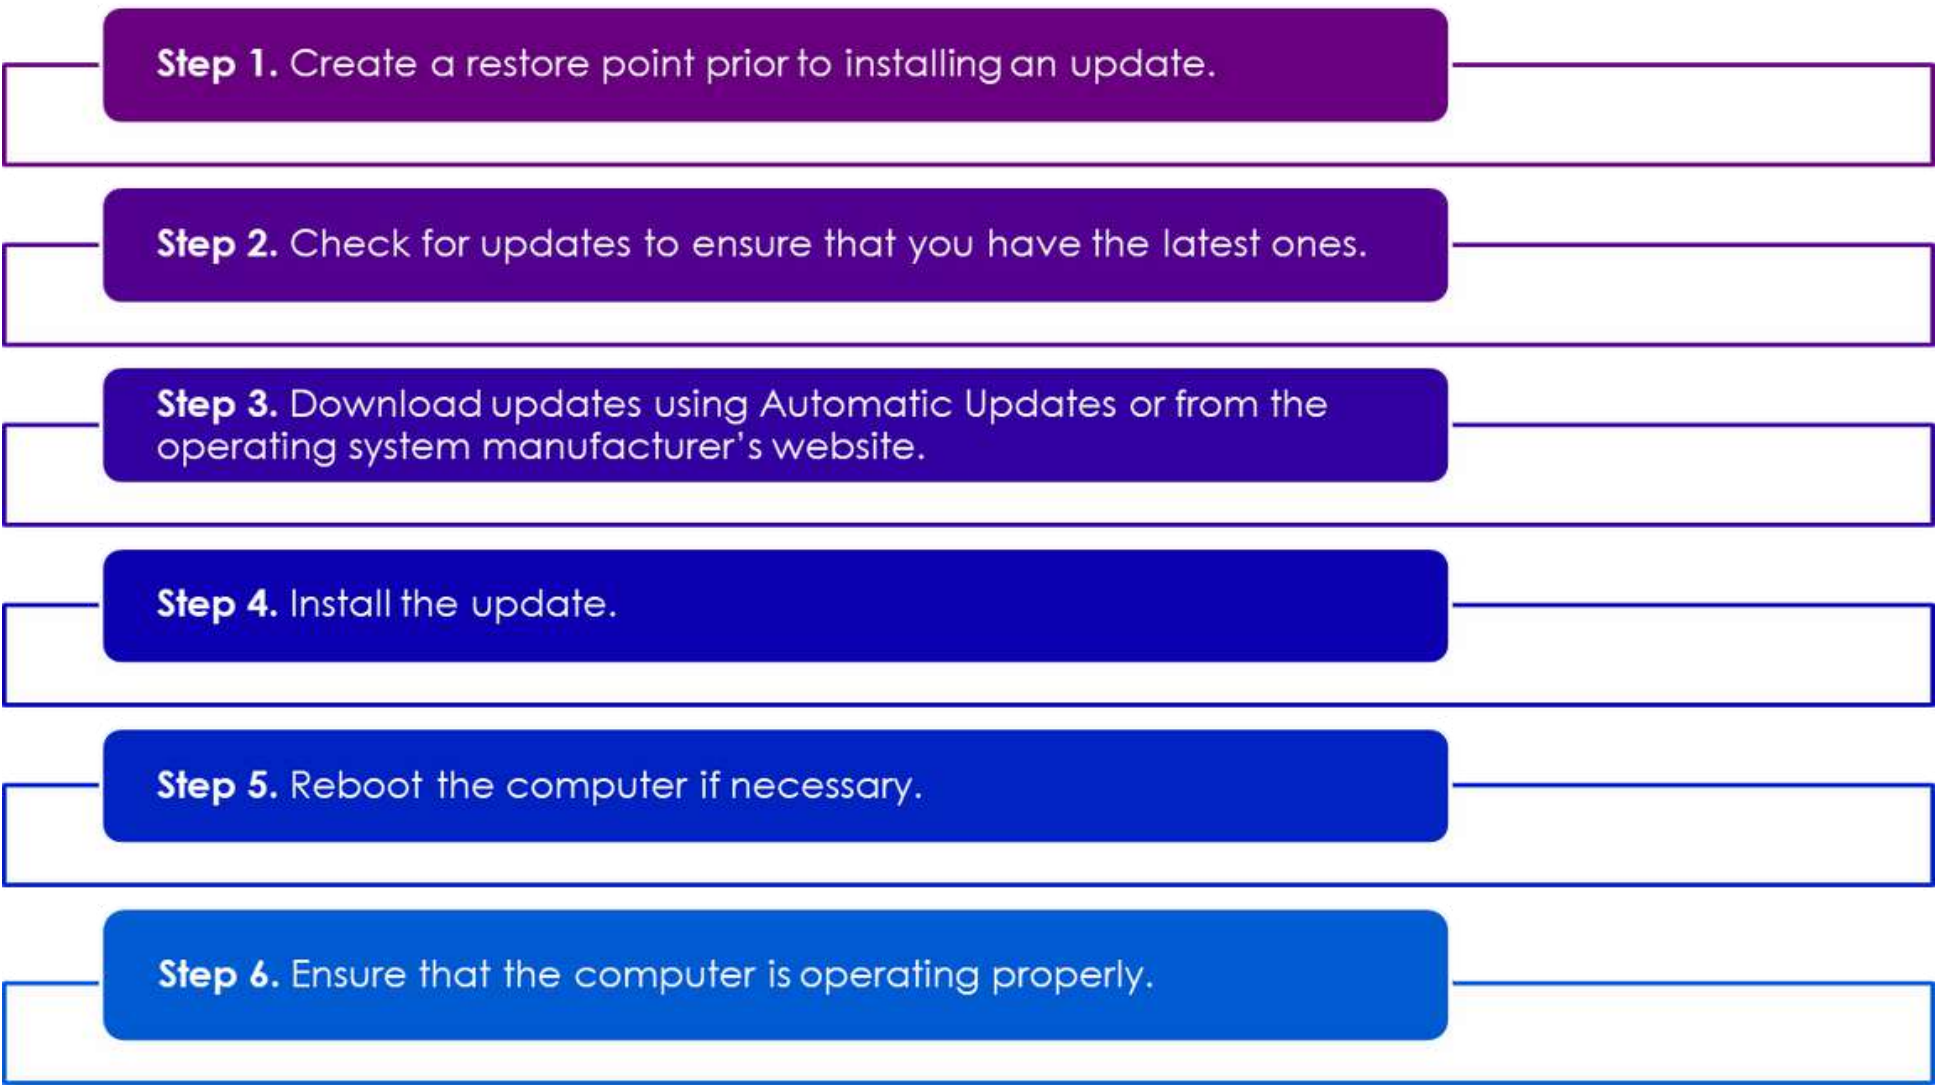 Step 1. Create a restore point prior to installing an update.
Step 2. Check for updates to ensure that you have the latest ones.
Step 3. Download updates using Automatic Updates or from the
operating system manufacturer’s website.
Step 4. Install the update.
Step 5. Reboot the computer if necessary.
Step 6. Ensure that the computer is operating properly.